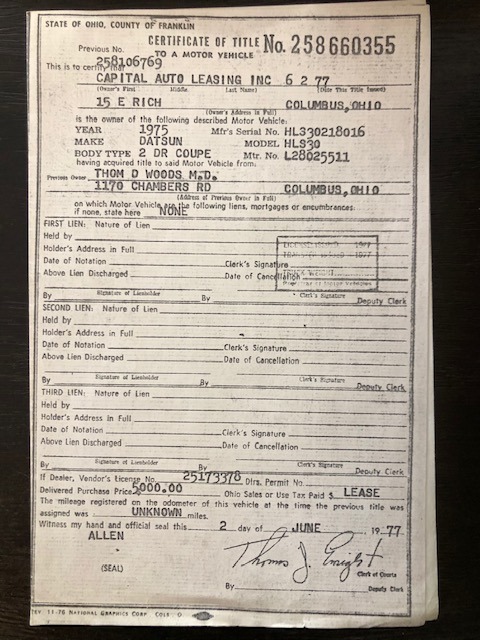 STATE OF OHIO, COUNTY OF FRANKLIN
CERTIFICATE OF TITLE No. 258660355
Previous No. TO A MOTOR VEHICLE
258106769
This is to certify that
CAPITAL AUTO LEASING INC 6 2 77
(Owner's First Middle Last Name) (Date This Title Issued)
15 E RICH COLUMBUS, OHIO
(Owner's Address in Full)
is the owner of the following described Motor Vehicle:
YEAR 1975 Mfr's Serial No. HLS30218016
MAKE DATSUN MODEL HLS30
BODY TYPE 2 DR COUPE Mtr. No. L28025511
having acquired title to said Motor Vehicle from:
Previous Owner THOM D WOODS M.D.
1170 CHAMBERS RD COLUMBUS, OHIO
(Address of Previous Owner in Full)
on which Motor Vehicle are the following liens, mortgages or encumbrances:
if none, state here NONE
FIRST LIEN: Nature of Lien
Held by
Holder's Address in Full
Date of Notation Clerk's Signature
Above Lien Discharged Date of Cancellation
Signature of Lienholder Clerk's Signature
By By Deputy Clerk
SECOND LIEN: Nature of Lien
Held by
Holder's Address in Full
Date of Notation Clerk's Signature
Above Lien Discharged Date of Cancellation
Signature of Lienholder Clerk's Signature
By By Deputy Clerk
THIRD LIEN: Nature of Lien
Held by
Holder's Address in Full
Date of Notation Clerk's Signature
Above Lien Discharged Date of Cancellation
Signature of Lienholder Clerk's Signature
By By Deputy Clerk
If Dealer, Vendor's License No. 25173378 Dlrs. Permit No.
Delivered Purchase Price $ 5000.00 Ohio Sales or Use Tax Paid $ LEASE
The mileage registered on the odometer of this vehicle at the time the previous title was
assigned was UNKNOWN miles.
Witness my hand and official seal this 2 day of JUNE 1977
ALLEN
Thomas J. Enright
(SEAL) Clerk of Courts
By Deputy Clerk
REV. 11-76 NATIONAL GRAPHICS CORP. COLS. O